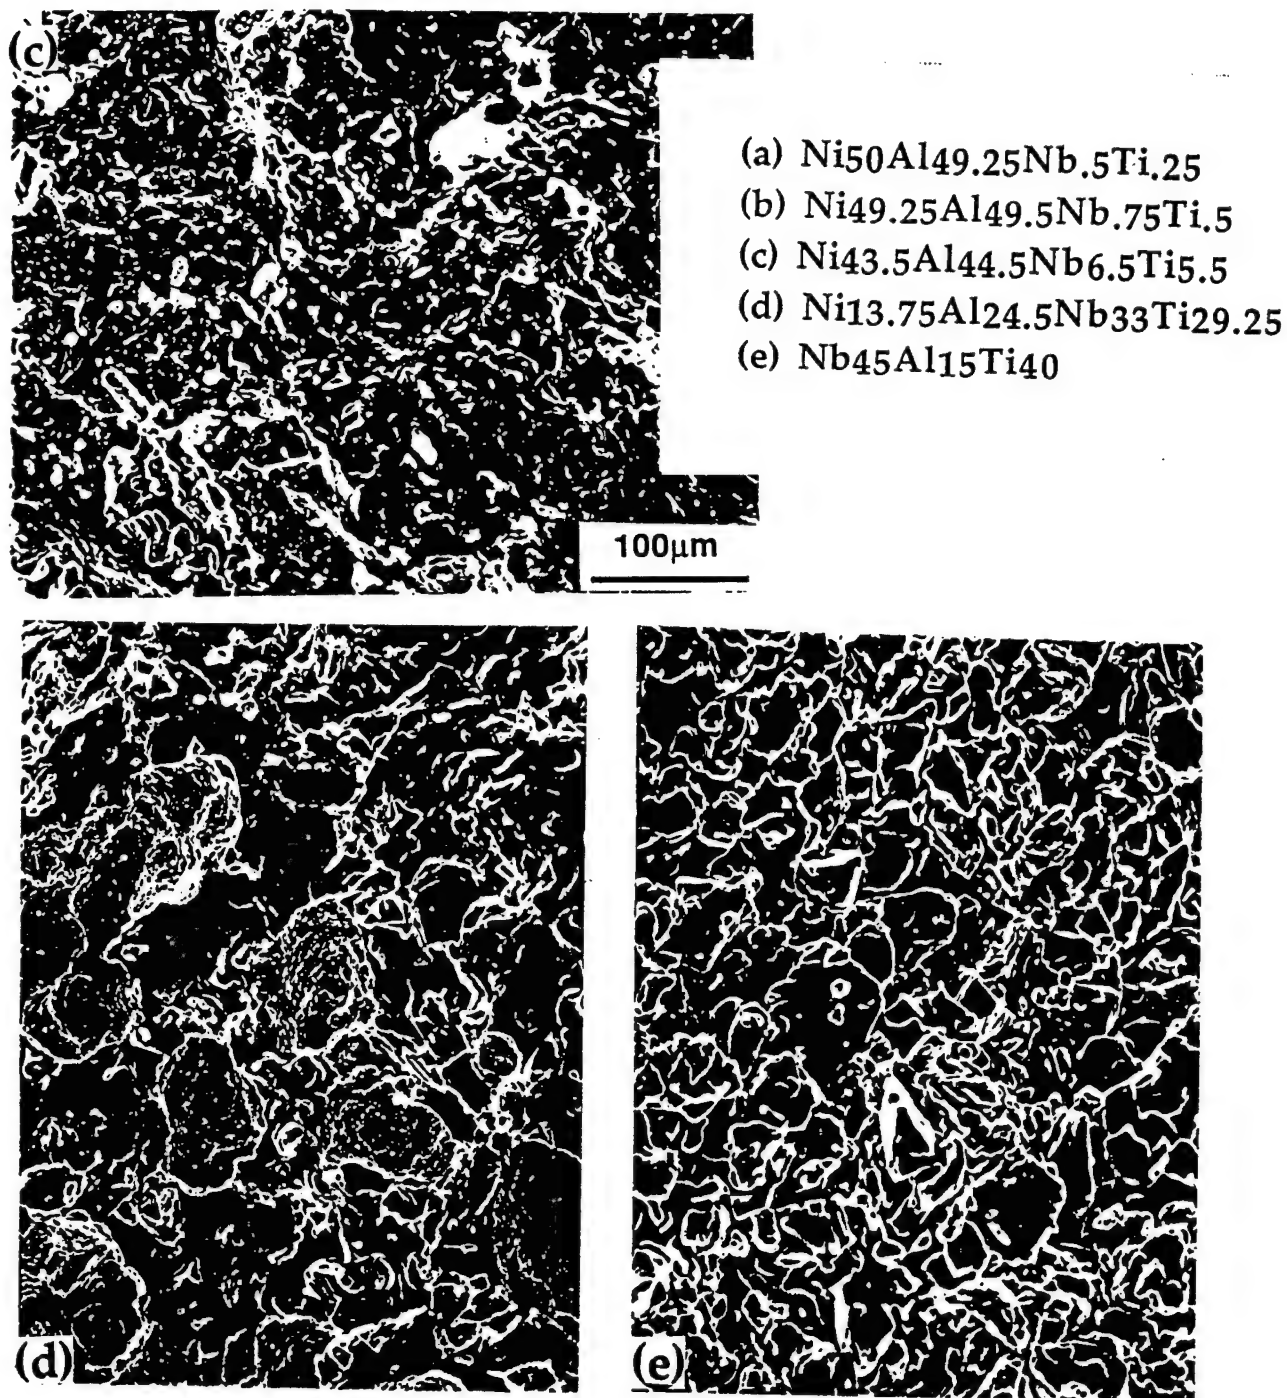 (c)
(a) Ni50Al49.25Nb.5Ti.25
(b) Ni49.25Al49.5Nb.75Ti.5
(c) Ni43.5Al44.5Nb6.5Ti5.5
(d) Ni13.75Al24.5Nb33Ti29.25
(e) Nb45Al15Ti40
100µm
(d)
(e)